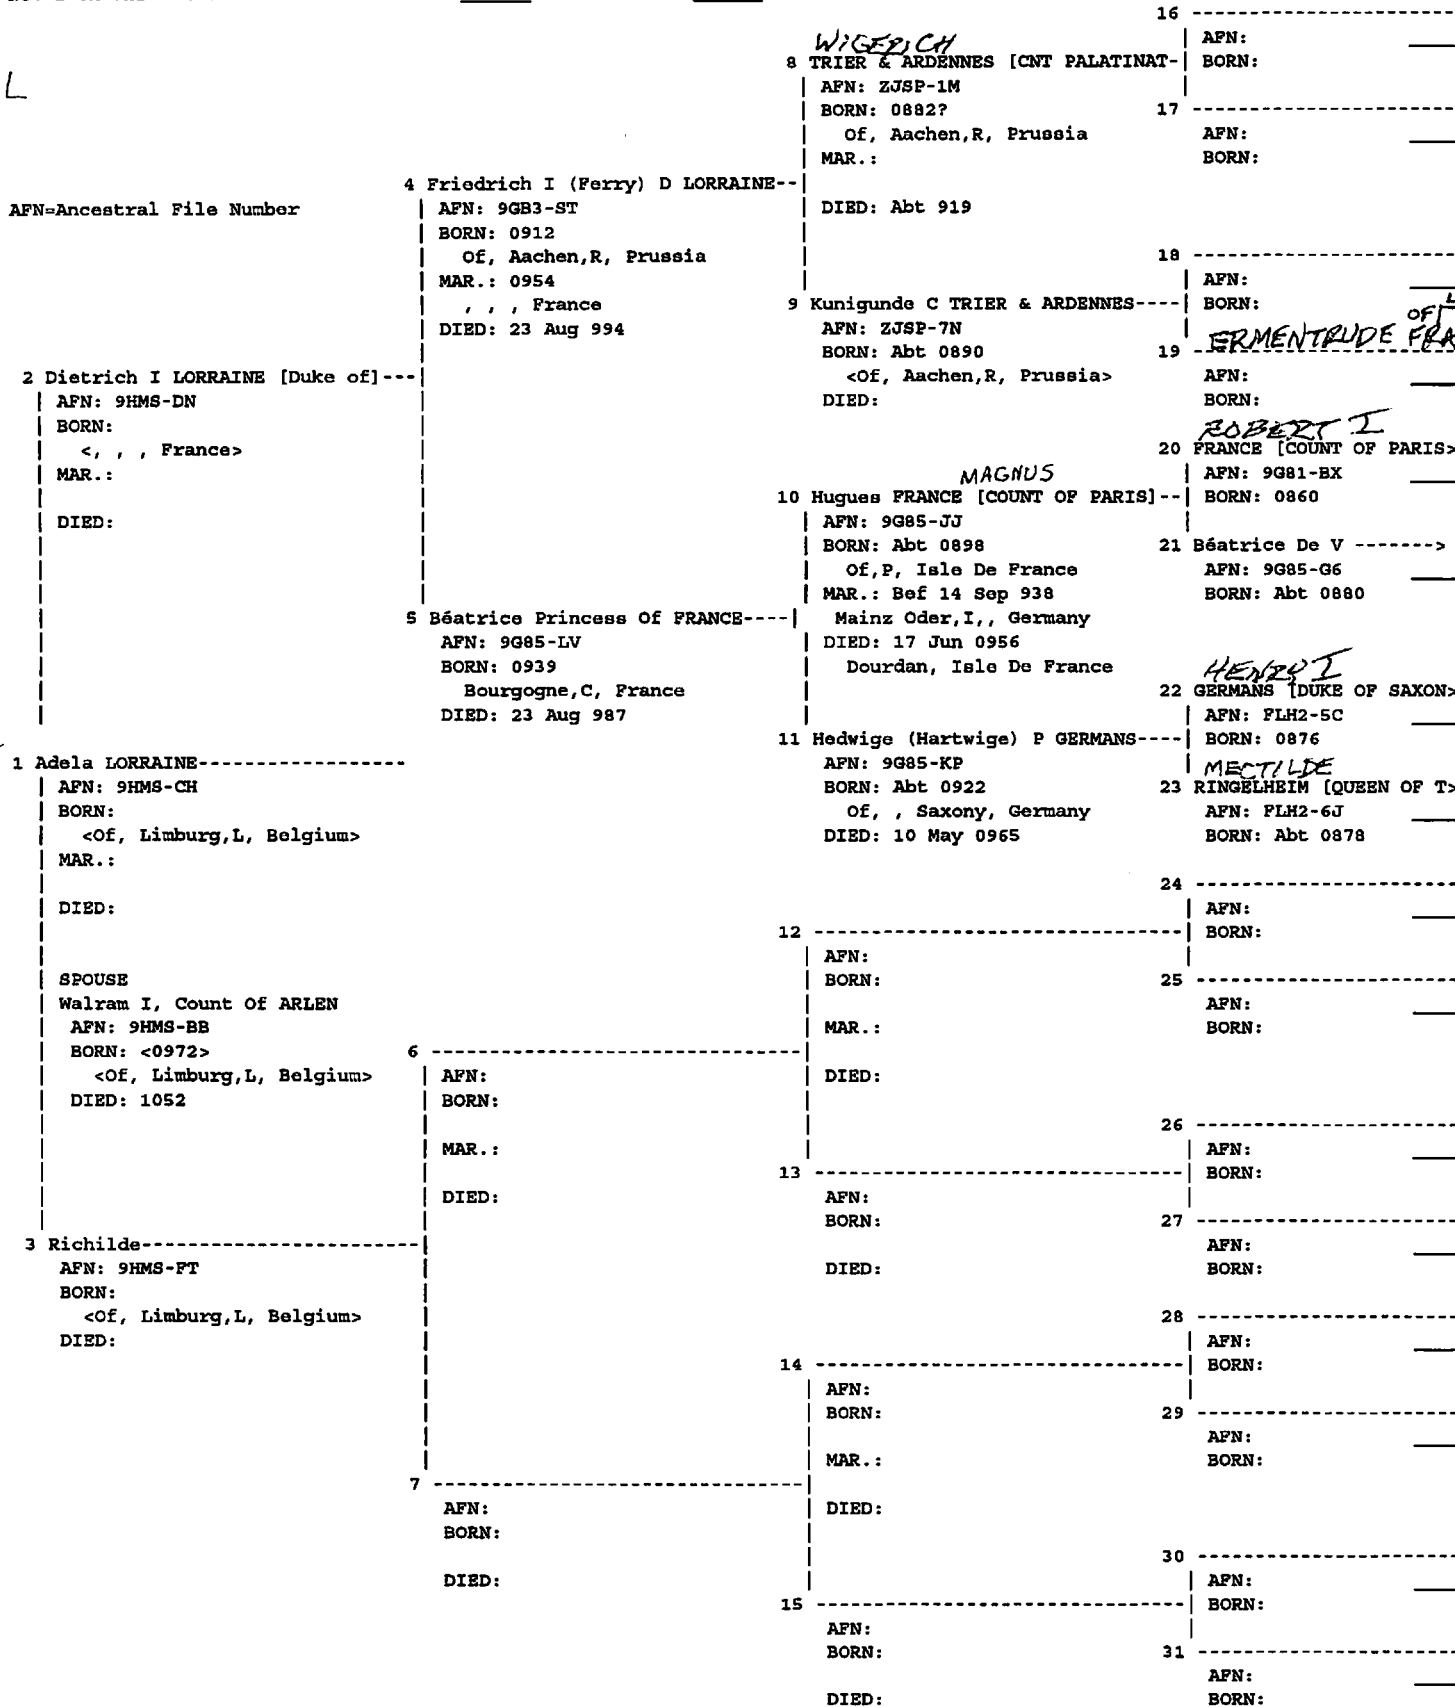 L
AFN=Ancestral File Number
2 Dietrich I LORRAINE [Duke of]---
AFN: 9HMS-DN
BORN:
<, , , France>
MAR.:
DIED:
1 Adela LORRAINE-----------------
AFN: 9HMS-CH
BORN:
<Of, Limburg,L, Belgium>
MAR.:
DIED:
SPOUSE
Walram I, Count Of ARLEN
AFN: 9HMS-BB
BORN: <0972>
<Of, Limburg,L, Belgium>
DIED: 1052
3 Richilde-----------------------
AFN: 9HMS-FT
BORN:
<Of, Limburg,L, Belgium>
DIED:
4 Friedrich I (Ferry) D LORRAINE--
AFN: 9GB3-ST
BORN: 0912
Of, Aachen,R, Prussia
MAR.: 0954
, , , France
DIED: 23 Aug 994
5 Béatrice Princess Of FRANCE----
AFN: 9G85-LV
BORN: 0939
Bourgogne,C, France
DIED: 23 Aug 987
6 -------------------------------
AFN:
BORN:
MAR.:
DIED:
7 -------------------------------
AFN:
BORN:
DIED:
WIGERICH
8 TRIER & ARDENNES [CNT PALATINAT-
AFN: ZJSP-1M
BORN: 0882?
Of, Aachen,R, Prussia
MAR.:
DIED: Abt 919
9 Kunigunde C TRIER & ARDENNES----
AFN: ZJSP-7N
BORN: Abt 0890
<Of, Aachen,R, Prussia>
DIED:
MAGNUS
10 Hugues FRANCE [COUNT OF PARIS]--
AFN: 9G85-JJ
BORN: Abt 0898
Of,P, Isle De France
MAR.: Bef 14 Sep 938
Mainz Oder,I,, Germany
DIED: 17 Jun 0956
Dourdan, Isle De France
11 Hedwige (Hartwige) P GERMANS----
AFN: 9G85-KP
BORN: Abt 0922
Of, , Saxony, Germany
DIED: 10 May 0965
12 -------------------------------
AFN:
BORN:
MAR.:
DIED:
13 -------------------------------
AFN:
BORN:
DIED:
14 -------------------------------
AFN:
BORN:
MAR.:
DIED:
15 -------------------------------
AFN:
BORN:
DIED:
16 ----------------------
AFN:
BORN:
17 ----------------------
AFN:
BORN:
18 ----------------------
AFN:
BORN:
OF
ERMENTRUDE
19 ----------------------
AFN:
BORN:
ROBERT I
20 FRANCE [COUNT OF PARIS>
AFN: 9G81-BX
BORN: 0860
21 Béatrice De V ------->
AFN: 9G85-G6
BORN: Abt 0880
HENRY I
22 GERMANS [DUKE OF SAXON>
AFN: FLH2-5C
BORN: 0876
MECTILDE
23 RINGELHEIM [QUEEN OF T>
AFN: FLH2-6J
BORN: Abt 0878
24 ----------------------
AFN:
BORN:
25 ----------------------
AFN:
BORN:
26 ----------------------
AFN:
BORN:
27 ----------------------
AFN:
BORN:
28 ----------------------
AFN:
BORN:
29 ----------------------
AFN:
BORN:
30 ----------------------
AFN:
BORN:
31 ----------------------
AFN:
BORN: